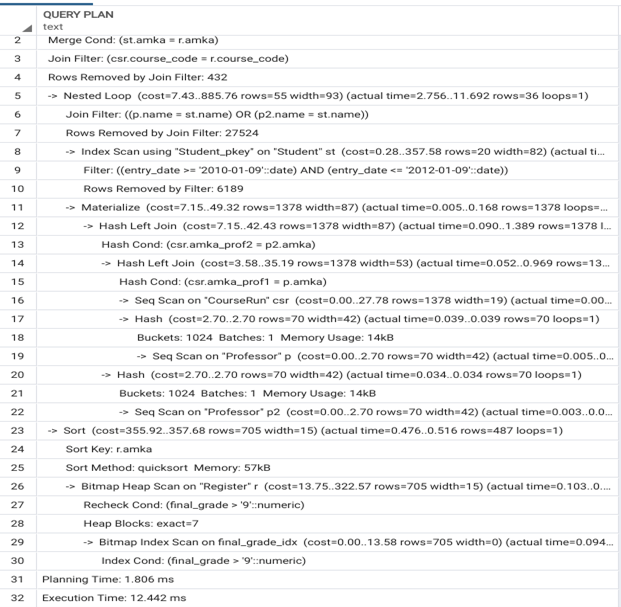 QUERY PLAN
text
2 Merge Cond: (st.amka = r.amka)
3 Join Filter: (csr.course_code = r.course_code)
4 Rows Removed by Join Filter: 432
5 -> Nested Loop (cost=7.43..885.76 rows=55 width=93) (actual time=2.756..11.692 rows=36 loops=1)
6 Join Filter: ((p.name = st.name) OR (p2.name = st.name))
7 Rows Removed by Join Filter: 27524
8 -> Index Scan using "Student_pkey" on "Student" st (cost=0.28..357.58 rows=20 width=82) (actual ti...
9 Filter: ((entry_date >= '2010-01-09'::date) AND (entry_date <= '2012-01-09'::date))
10 Rows Removed by Filter: 6189
11 -> Materialize (cost=7.15..49.32 rows=1378 width=87) (actual time=0.005..0.168 rows=1378 loops=...
12 -> Hash Left Join (cost=7.15..42.43 rows=1378 width=87) (actual time=0.090..1.389 rows=1378 l...
13 Hash Cond: (csr.amka_prof2 = p2.amka)
14 -> Hash Left Join (cost=3.58..35.19 rows=1378 width=53) (actual time=0.052..0.969 rows=13...
15 Hash Cond: (csr.amka_prof1 = p.amka)
16 -> Seq Scan on "CourseRun" csr (cost=0.00..27.78 rows=1378 width=19) (actual time=0.00...
17 -> Hash (cost=2.70..2.70 rows=70 width=42) (actual time=0.039..0.039 rows=70 loops=1)
18 Buckets: 1024 Batches: 1 Memory Usage: 14kB
19 -> Seq Scan on "Professor" p (cost=0.00..2.70 rows=70 width=42) (actual time=0.005..0...
20 -> Hash (cost=2.70..2.70 rows=70 width=42) (actual time=0.034..0.034 rows=70 loops=1)
21 Buckets: 1024 Batches: 1 Memory Usage: 14kB
22 -> Seq Scan on "Professor" p2 (cost=0.00..2.70 rows=70 width=42) (actual time=0.003..0.0...
23 -> Sort (cost=355.92..357.68 rows=705 width=15) (actual time=0.476..0.516 rows=487 loops=1)
24 Sort Key: r.amka
25 Sort Method: quicksort Memory: 57kB
26 -> Bitmap Heap Scan on "Register" r (cost=13.75..322.57 rows=705 width=15) (actual time=0.103..0....
27 Recheck Cond: (final_grade > '9'::numeric)
28 Heap Blocks: exact=7
29 -> Bitmap Index Scan on final_grade_idx (cost=0.00..13.58 rows=705 width=0) (actual time=0.094...
30 Index Cond: (final_grade > '9'::numeric)
31 Planning Time: 1.806 ms
32 Execution Time: 12.442 ms